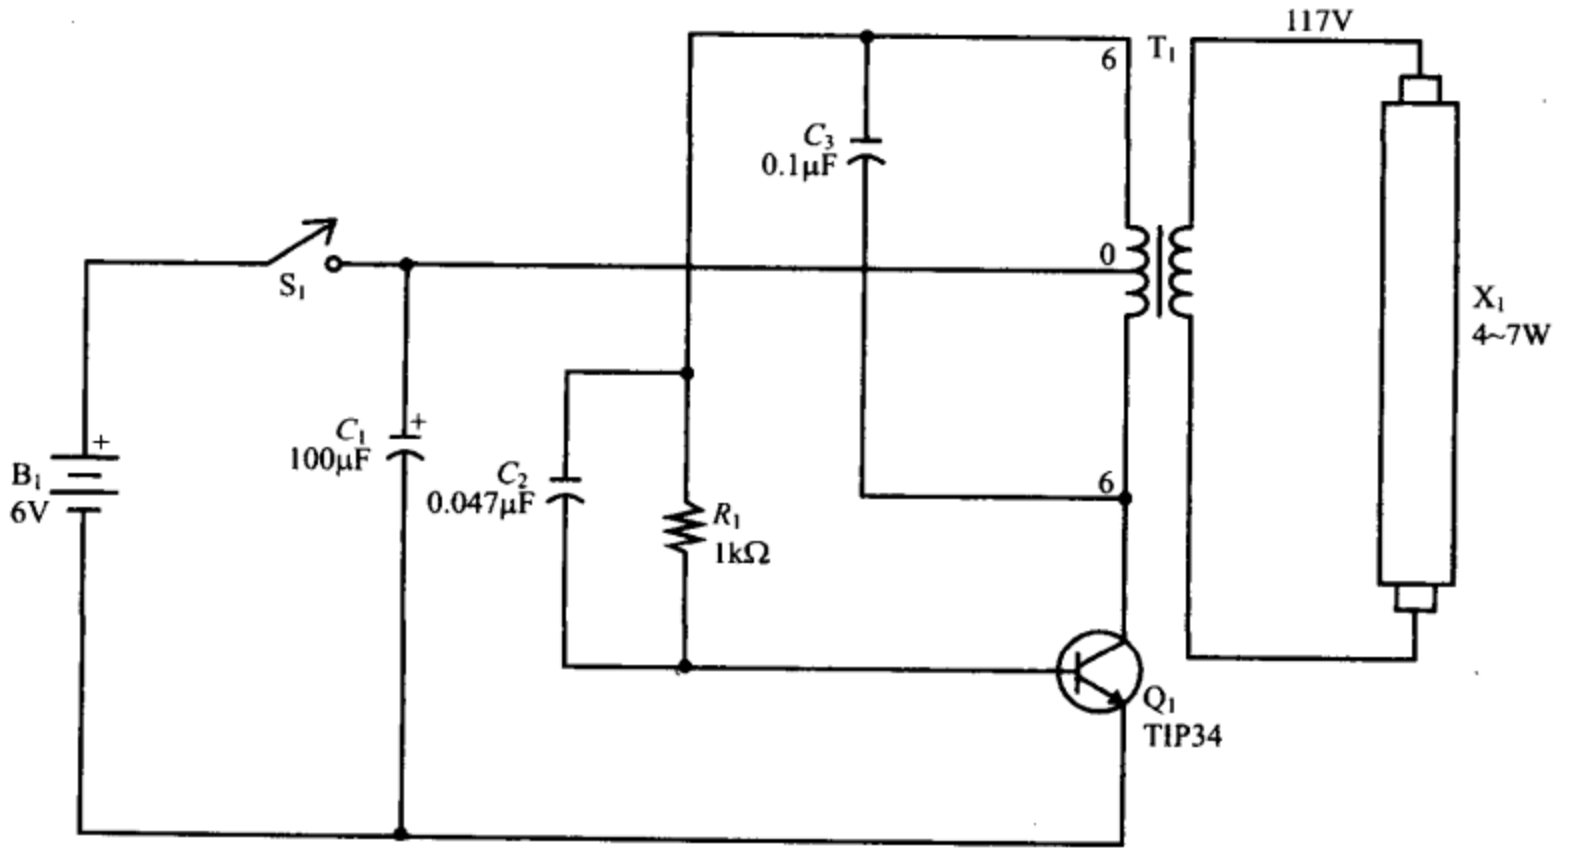 117V
6
T₁
C₃
0.1μF
0
S₁
X₁
4~7W
+
C₁
100μF
+
B₁
6V
C₂
0.047μF
6
R₁
1kΩ
Q₁
TIP34